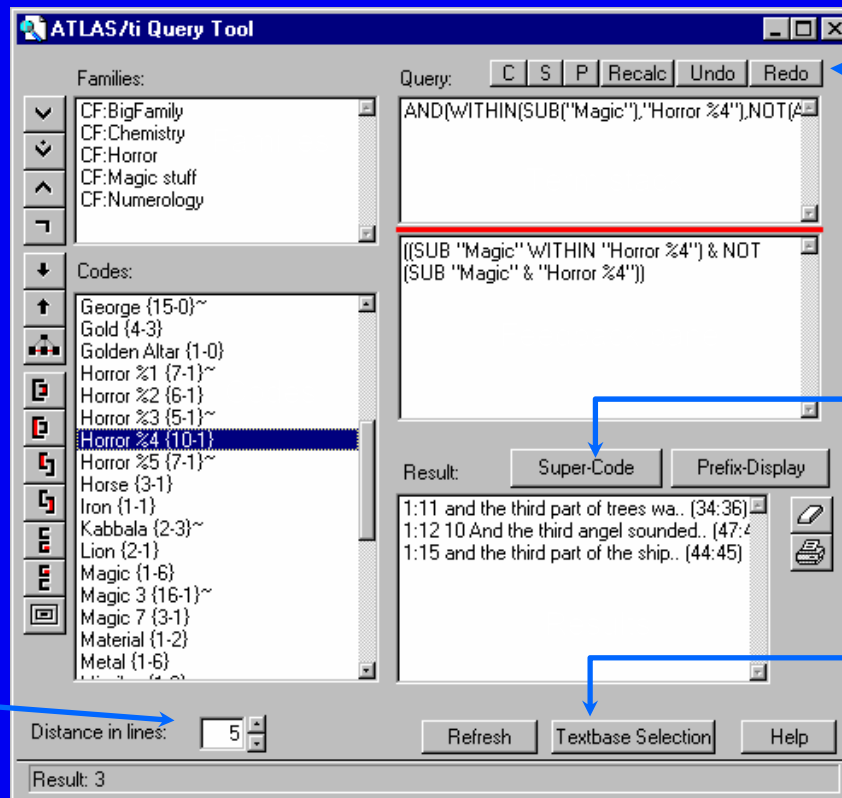 ATLAS/ti Query Tool
Families:
CF:BigFamily
CF:Chemistry
CF:Horror
CF:Magic stuff
CF:Numerology
Codes:
George {15-0}~
Gold {4-3}
Golden Altar {1-0}
Horror %1 {7-1}~
Horror %2 {6-1}
Horror %3 {5-1}~
Horror %4 {10-1}
Horror %5 {7-1}~
Horse {3-1}
Iron {1-1}
Kabbala {2-3}~
Lion {2-1}
Magic {1-6}
Magic 3 {16-1}~
Magic 7 {3-1}
Material {1-2}
Metal {1-6}
Distance in lines: 5
Query: C S P Recalc Undo Redo
AND(WITHIN(SUB("Magic"),"Horror %4"),NOT(A
((SUB "Magic" WITHIN "Horror %4") & NOT
(SUB "Magic" & "Horror %4"))
Result: Super-Code Prefix-Display
1:11 and the third part of trees wa.. (34:36)
1:12 10 And the third angel sounded.. (47:4
1:15 and the third part of the ship.. (44:45)
Refresh Textbase Selection Help
Result: 3